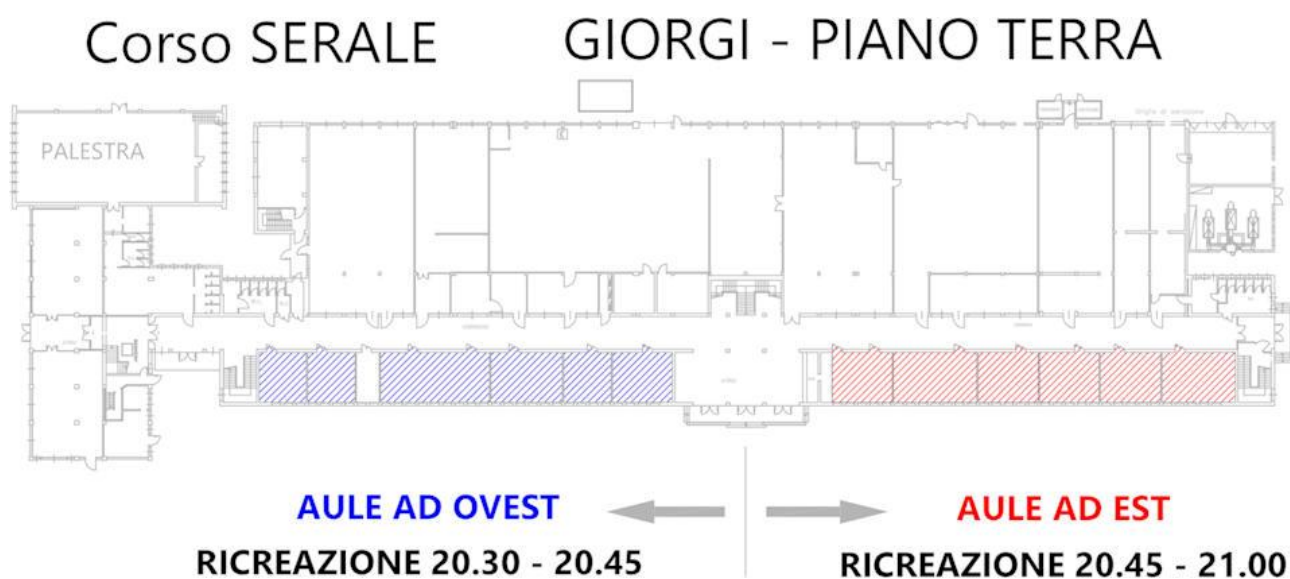 Corso SERALE
GIORGI - PIANO TERRA
PALESTRA
AULE AD OVEST
AULE AD EST
RICREAZIONE 20.30 - 20.45
RICREAZIONE 20.45 - 21.00